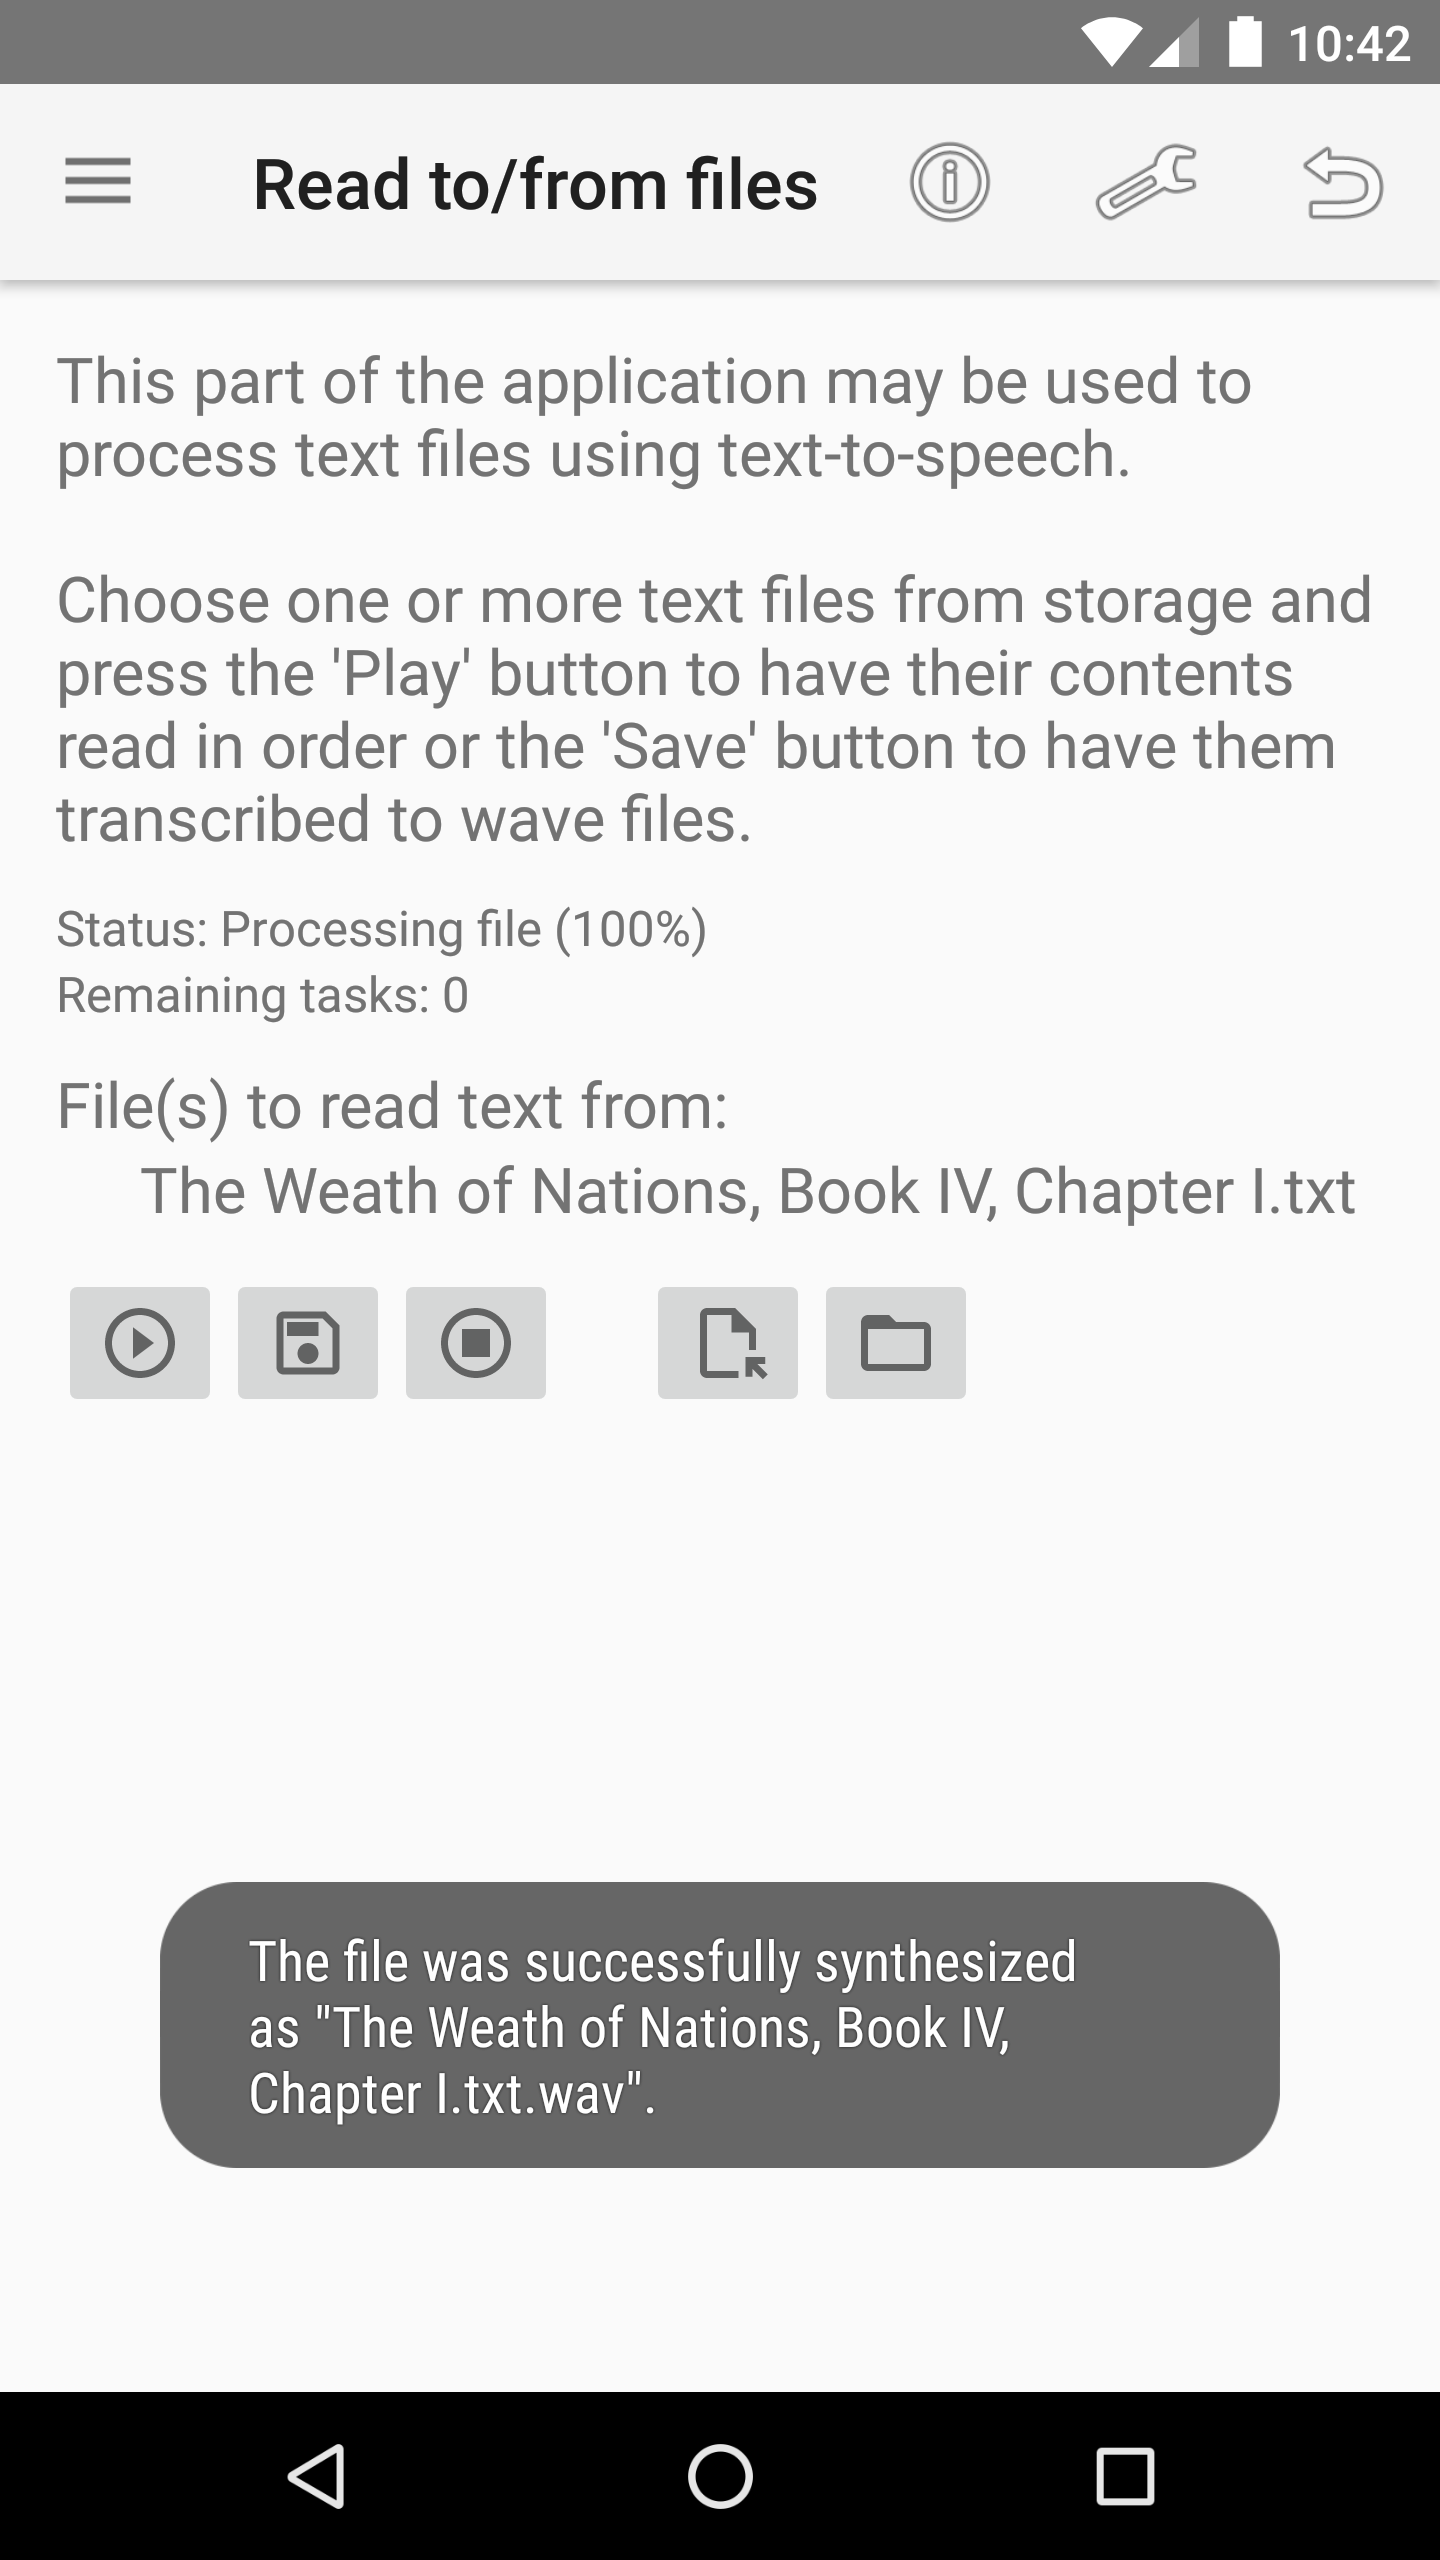 10:42
Read to/from files
This part of the application may be used to
process text files using text-to-speech.
Choose one or more text files from storage and
press the 'Play' button to have their contents
read in order or the 'Save' button to have them
transcribed to wave files.
Status: Processing file (100%)
Remaining tasks: 0
File(s) to read text from:
The Weath of Nations, Book IV, Chapter I.txt
The file was successfully synthesized
as "The Weath of Nations, Book IV,
Chapter I.txt.wav".